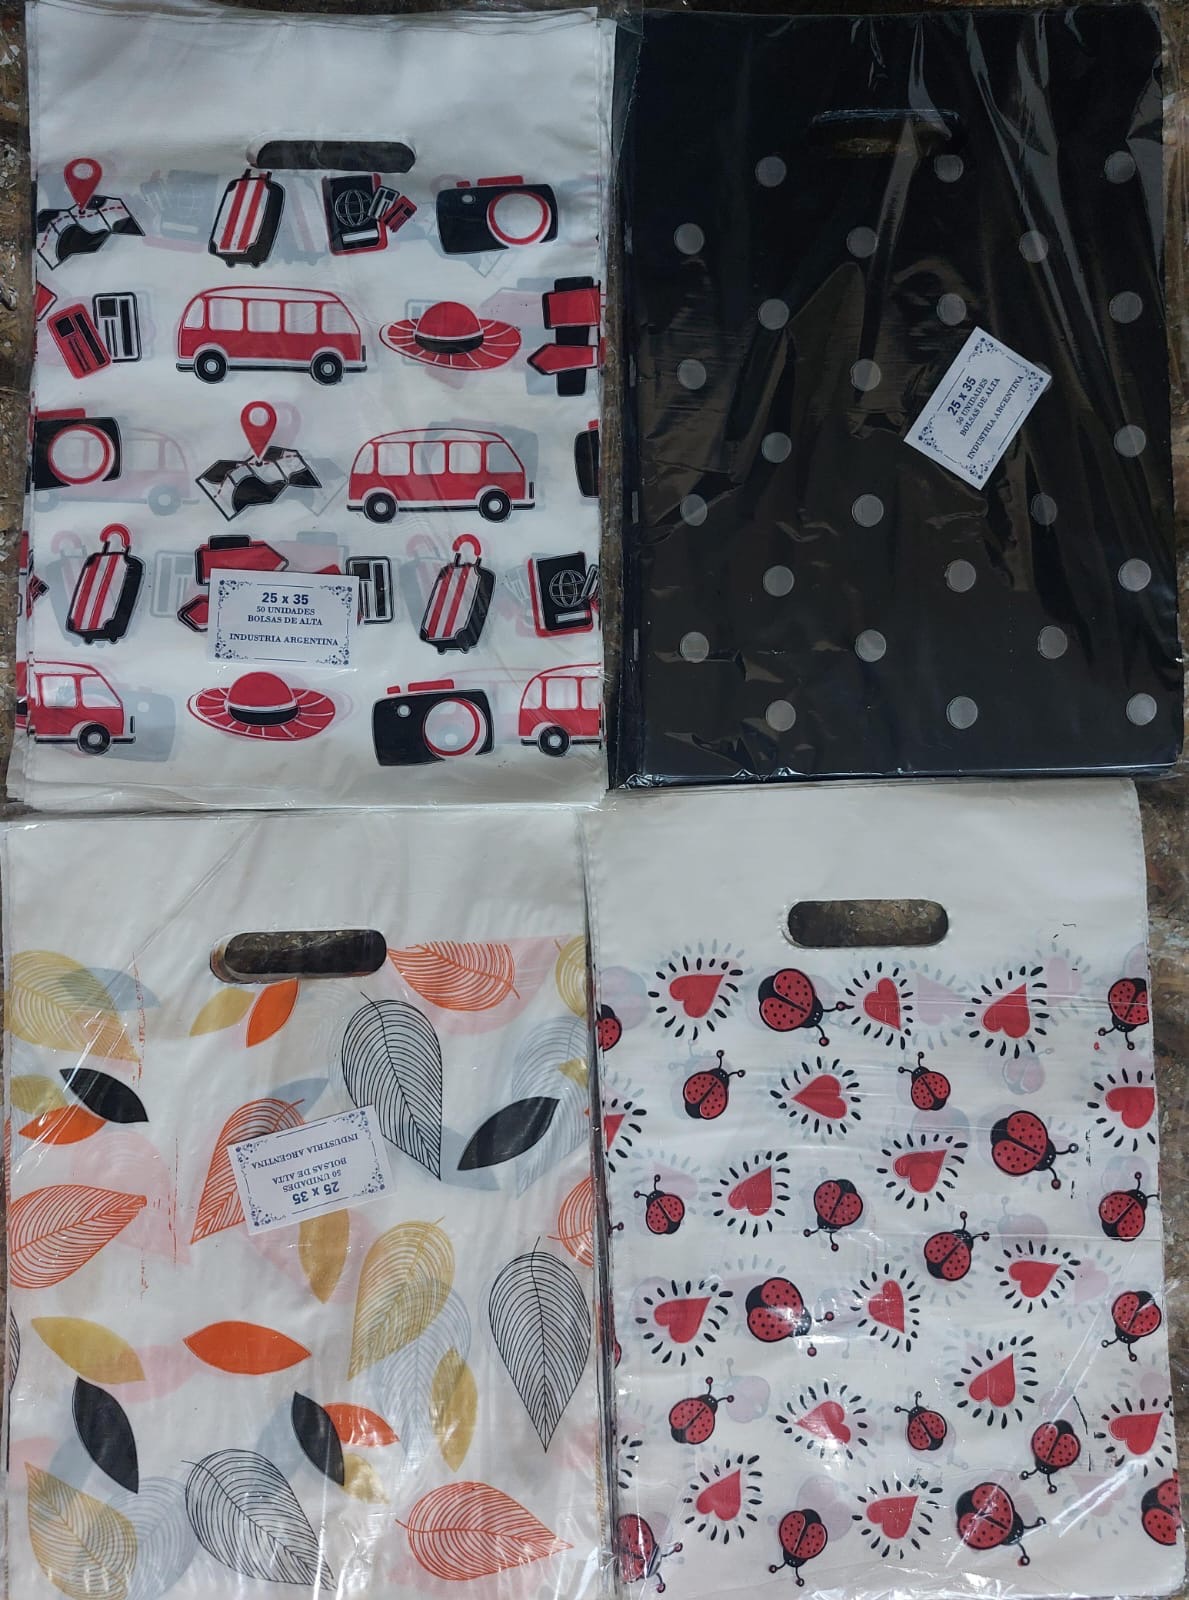 25 x 35
50 UNIDADES
BOLSAS DE ALTA
INDUSTRIA ARGENTINA
25 x 35
50 UNIDADES
BOLSAS DE ALTA
INDUSTRIA ARGENTINA
25 x 35
50 UNIDADES
BOLSAS DE ALTA
INDUSTRIA ARGENTINA